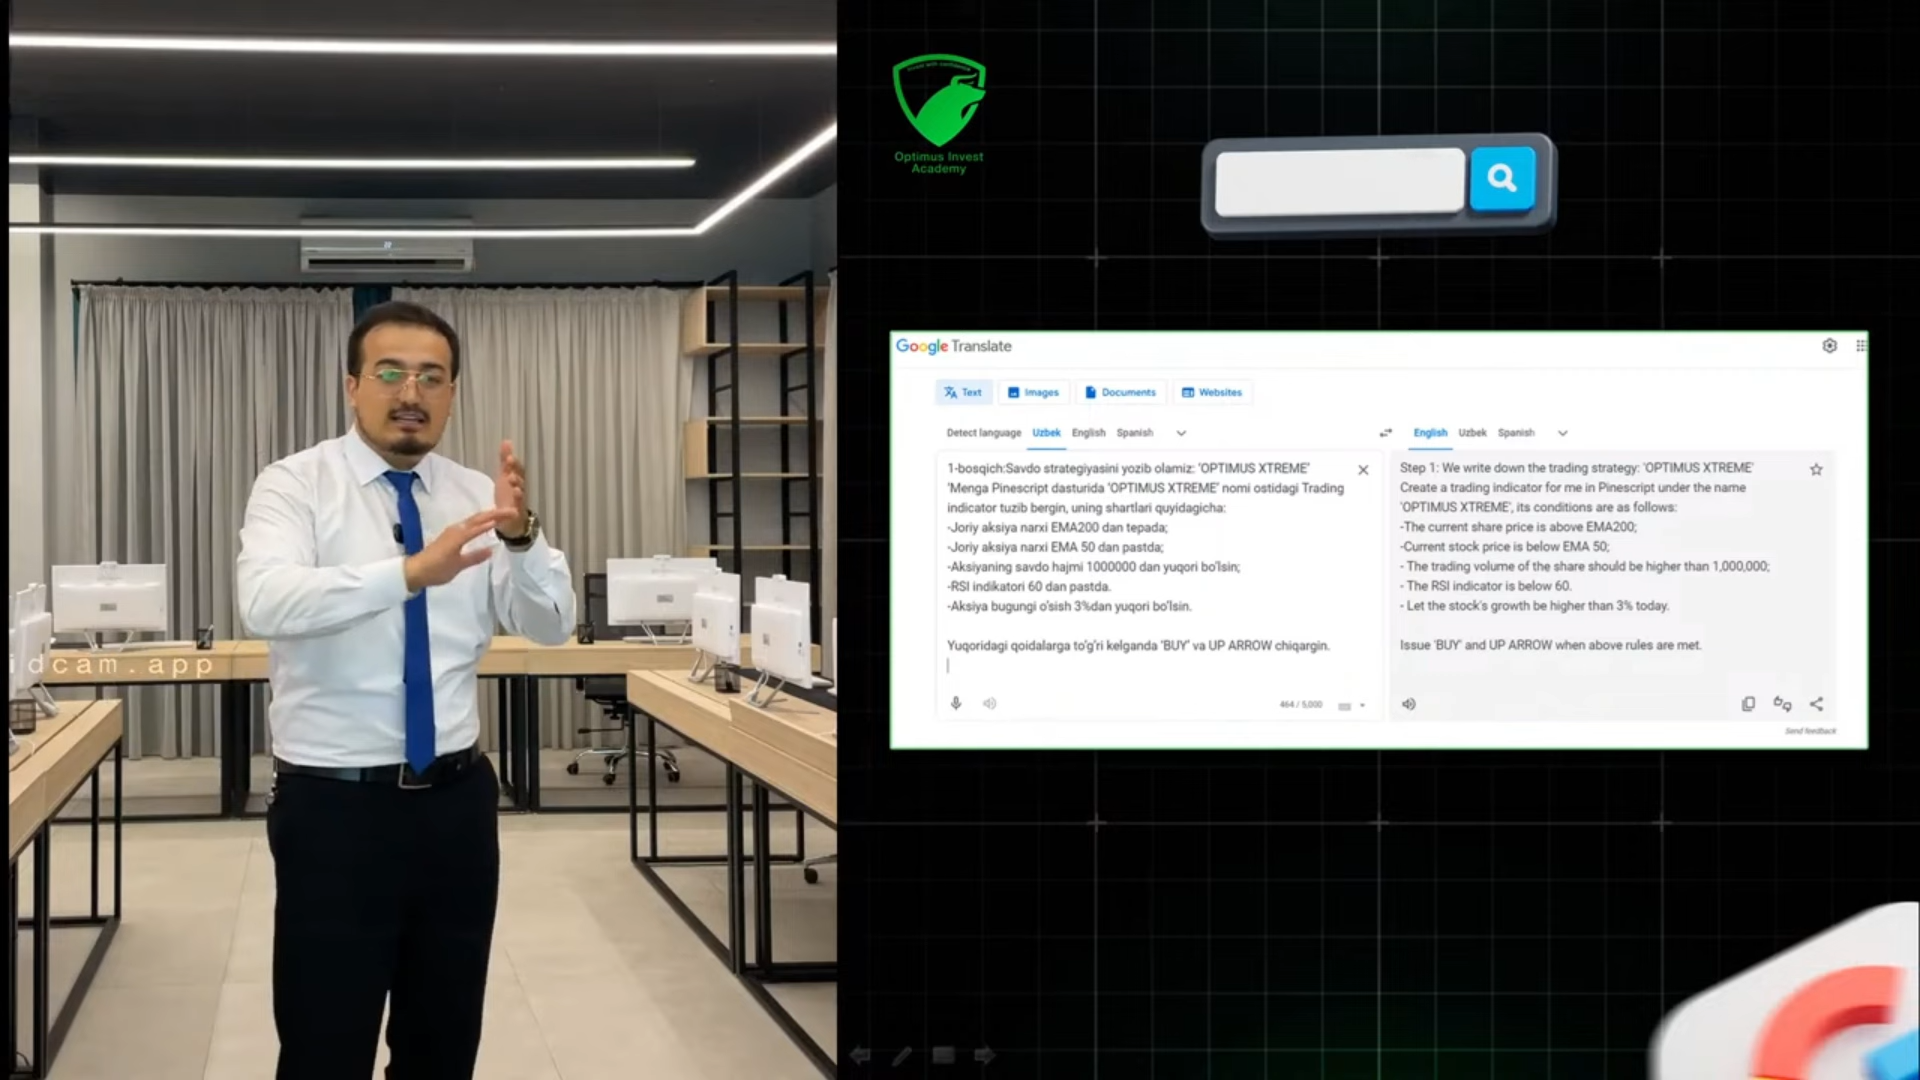 invest with confidence
Optimus Invest
Academy
idcam.app
Google Translate
Text
Images
Documents
Websites
Detect language
Uzbek
English
Spanish
English
Uzbek
Spanish
1-bosqich:Savdo strategiyasini yozib olamiz: 'OPTIMUS XTREME'
'Menga Pinescript dasturida 'OPTIMUS XTREME' nomi ostidagi Trading
indicator tuzib bergin, uning shartlari quyidagicha:
-Joriy aksiya narxi EMA200 dan tepada;
-Joriy aksiya narxi EMA 50 dan pastda;
-Aksiyaning savdo hajmi 1000000 dan yuqori bo'lsin;
-RSI indikatori 60 dan pastda.
-Aksiya bugungi o'sish 3%dan yuqori bo'lsin.
Yuqoridagi qoidalarga to'g'ri kelganda 'BUY' va UP ARROW chiqargin.
464 / 5,000
Step 1: We write down the trading strategy: 'OPTIMUS XTREME'
Create a trading indicator for me in Pinescript under the name
'OPTIMUS XTREME', its conditions are as follows:
-The current share price is above EMA200;
-Current stock price is below EMA 50;
- The trading volume of the share should be higher than 1,000,000;
- The RSI indicator is below 60.
- Let the stock's growth be higher than 3% today.
Issue 'BUY' and UP ARROW when above rules are met.
Send feedback